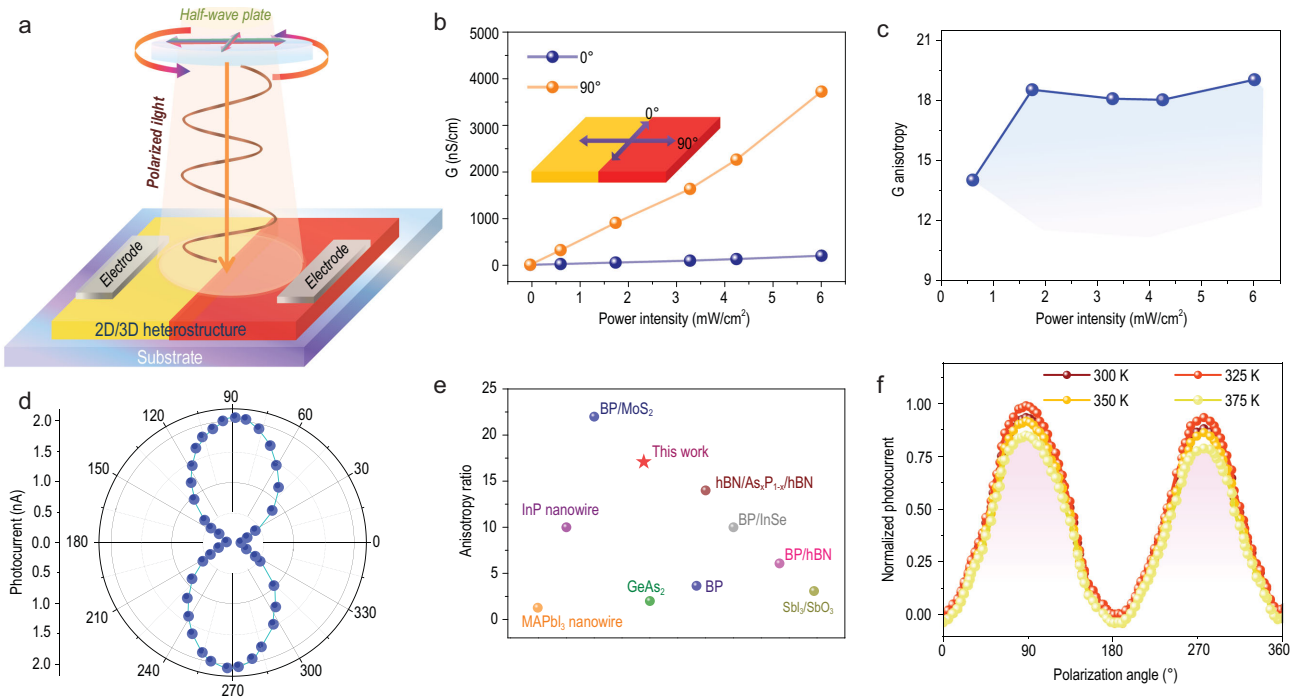 a
Half-wave plate
Polarized ilght
Electrode
Electrode
2D/3D heterostructure
Substrate
b
5000
4000
3000
2000
1000
0
G (nS/cm)
0°
90°
0°
90°
0 1 2 3 4 5 6
Power intensity (mW/cm²)
c
21
18
15
12
9
G anisotropy
0 1 2 3 4 5 6
Power intensity (mW/cm²)
d
2.0
1.5
1.0
0.5
0.0
0.5
1.0
1.5
2.0
Photocurrent (nA)
90
120 60
150 30
180 0
210 330
240 300
270
e
25
20
15
10
5
0
Anisotropy ratio
BP/MoS₂
This work
hBN/AsₓP₁₋ₓ/hBN
InP nanowire
BP/InSe
BP/hBN
GeAs₂
BP
SbI₃/SbO₃
MAPbI₃ nanowire
f
300 K 325 K
350 K 375 K
1.00
0.75
0.50
0.25
0.00
Normalized photocurrent
0 90 180 270 360
Polarization angle (°)